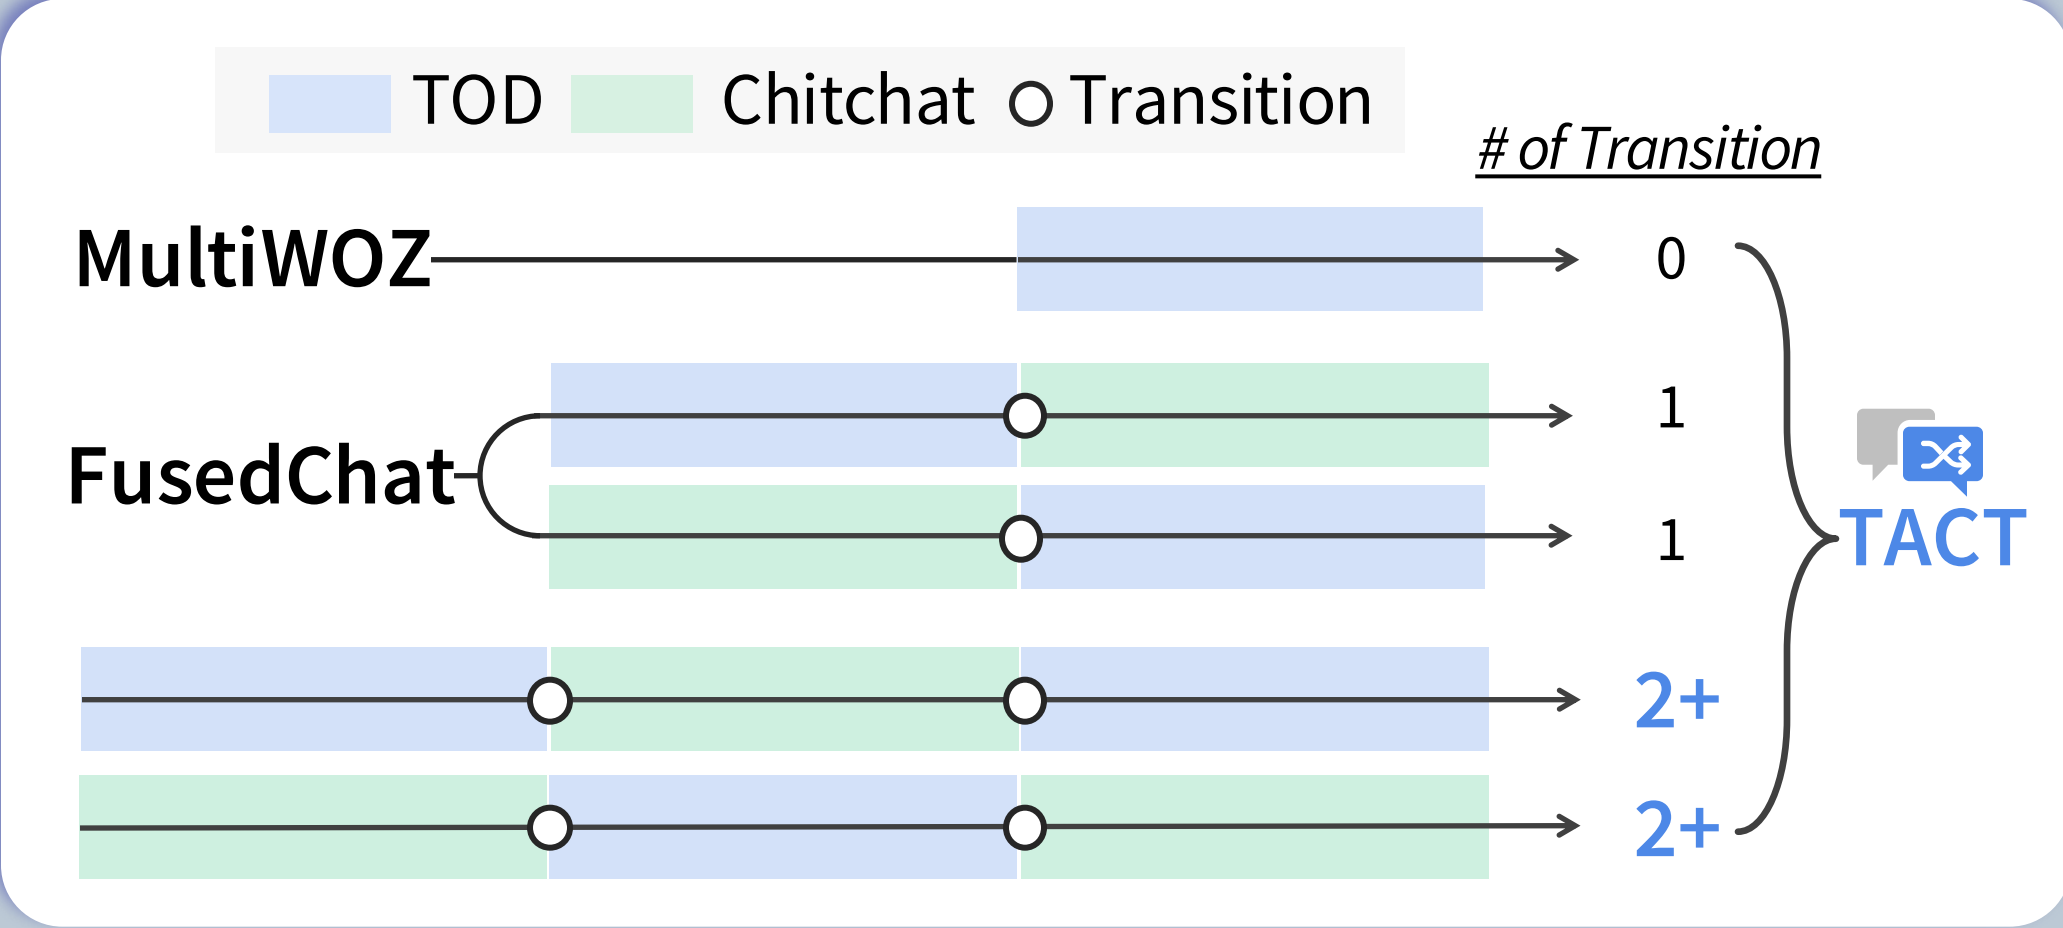 TOD Chitchat Transition
# of Transition
MultiWOZ 0
1
FusedChat
1
2+
2+
TACT